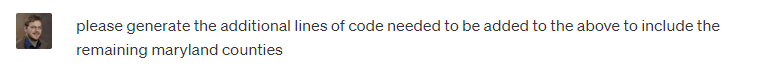 please generate the additional lines of code needed to be added to the above to include the
remaining maryland counties